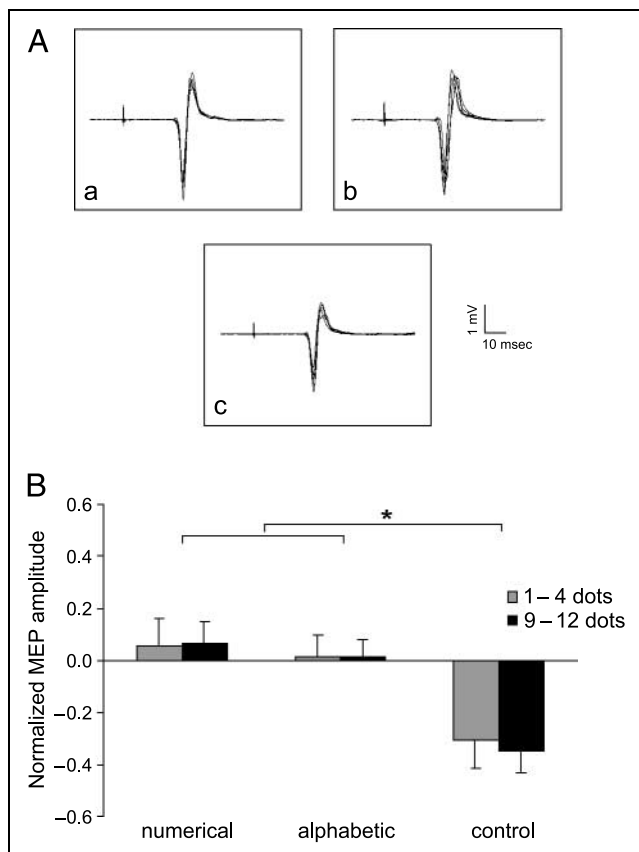 A
a
b
c
1 mV
10 msec
B
Normalized MEP amplitude
0.6
0.4
0.2
0.0
−0.2
−0.4
−0.6
*
1–4 dots
9–12 dots
numerical alphabetic control